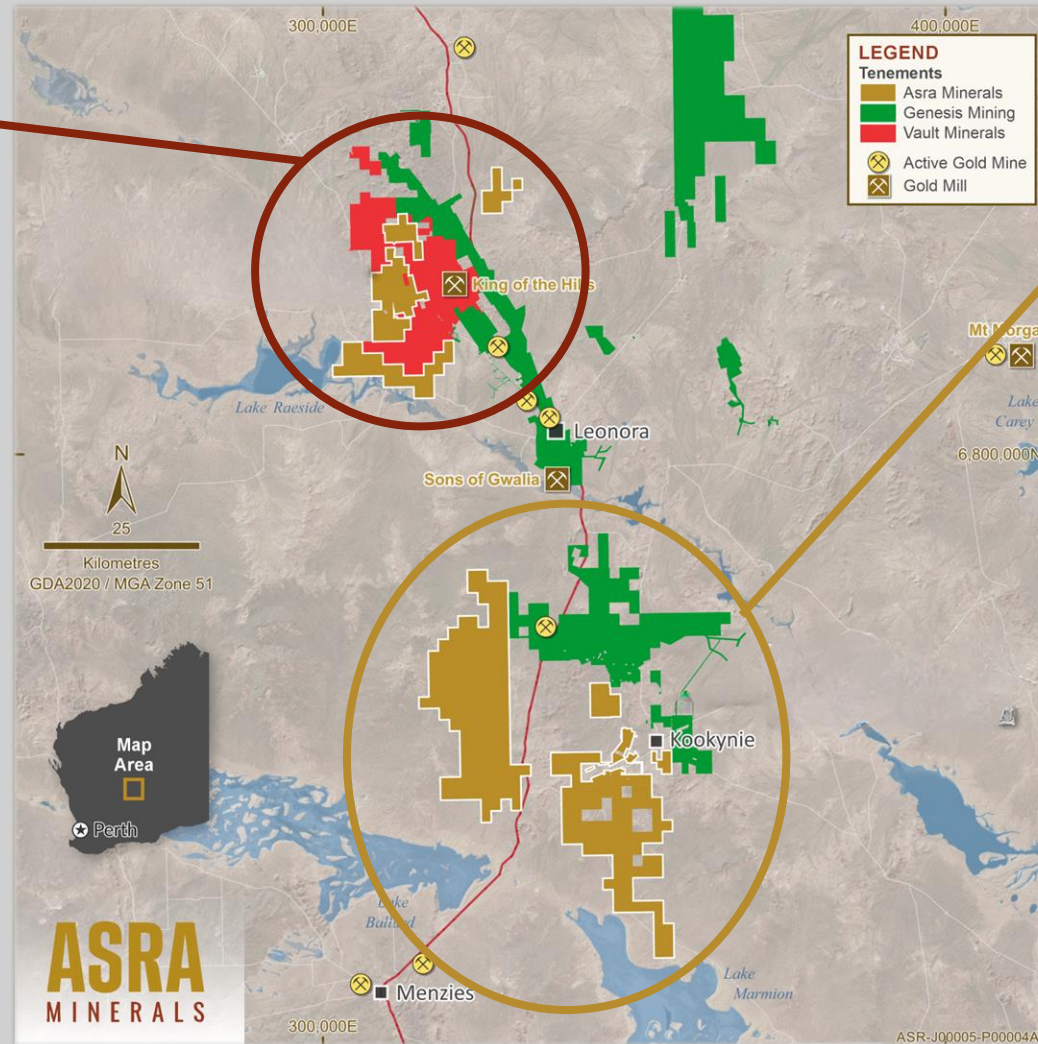 300,000E
400,000E
LEGEND
Tenements
Asra Minerals
Genesis Mining
Vault Minerals
Active Gold Mine
Gold Mill
King of the Hills
Mt Morga
Lake Raeside
Lake
Carey
Leonora
N
6,800,000N
Sons of Gwalia
25
Kilometres
GDA2020 / MGA Zone 51
Map
Area
Kookynie
Perth
Lake
Ballard
ASRA
MINERALS
Menzies
Lake
Marmion
300,000E
ASR-J00005-P00004A